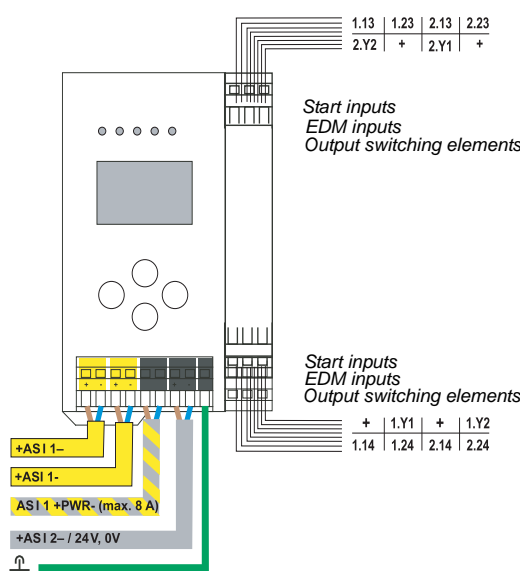 1.13 1.23 2.13 2.23
2.Y2 + 2.Y1 +
Start inputs
EDM inputs
Output switching elements
+ - + -
+ -
Start inputs
EDM inputs
Output switching elements
+ 1.Y1 + 1.Y2
1.14 1.24 2.14 2.24
+ASI 1–
+ASI 1-
ASI 1 +PWR- (max. 8 A)
+ASI 2– / 24V, 0V